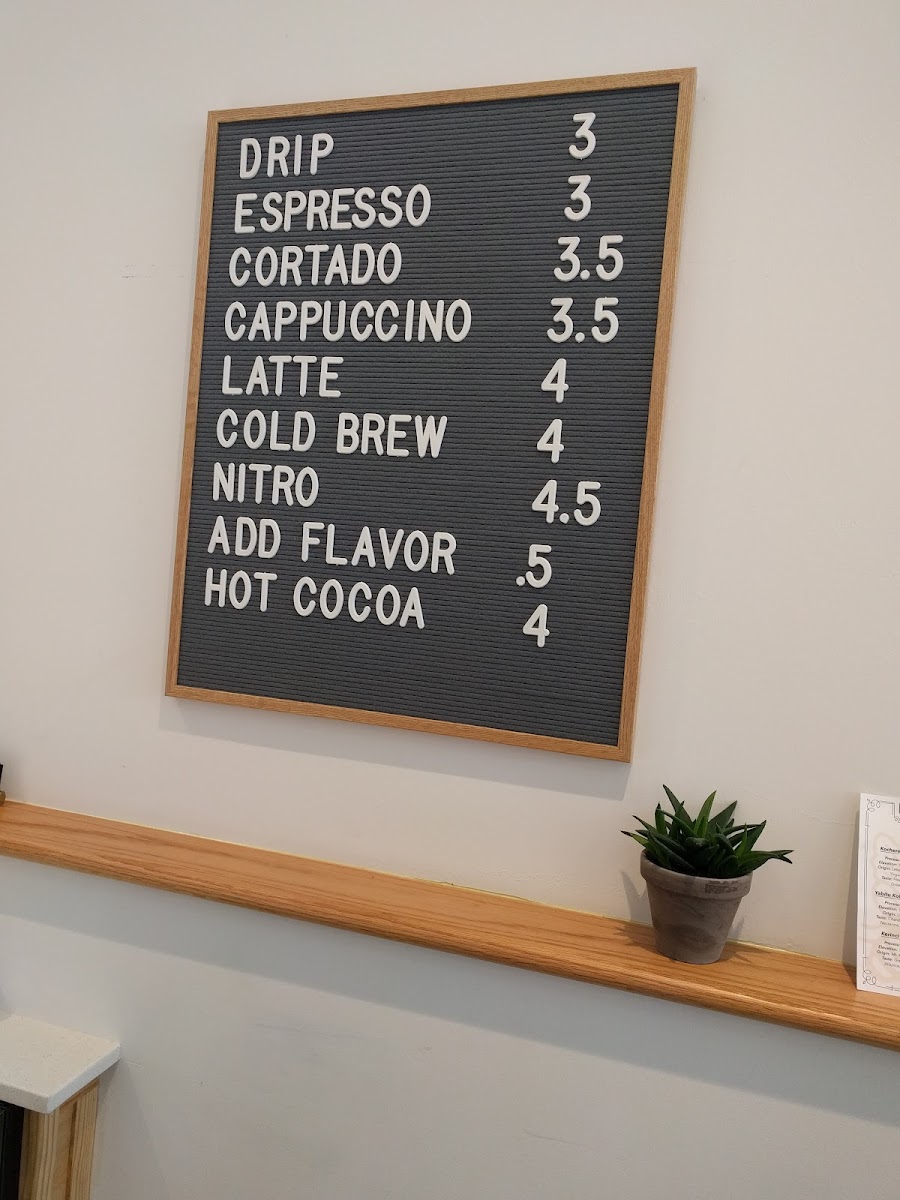 DRIP 3
ESPRESSO 3
CORTADO 3.5
CAPPUCCINO 3.5
LATTE 4
COLD BREW 4
NITRO 4.5
ADD FLAVOR .5
HOT COCOA 4